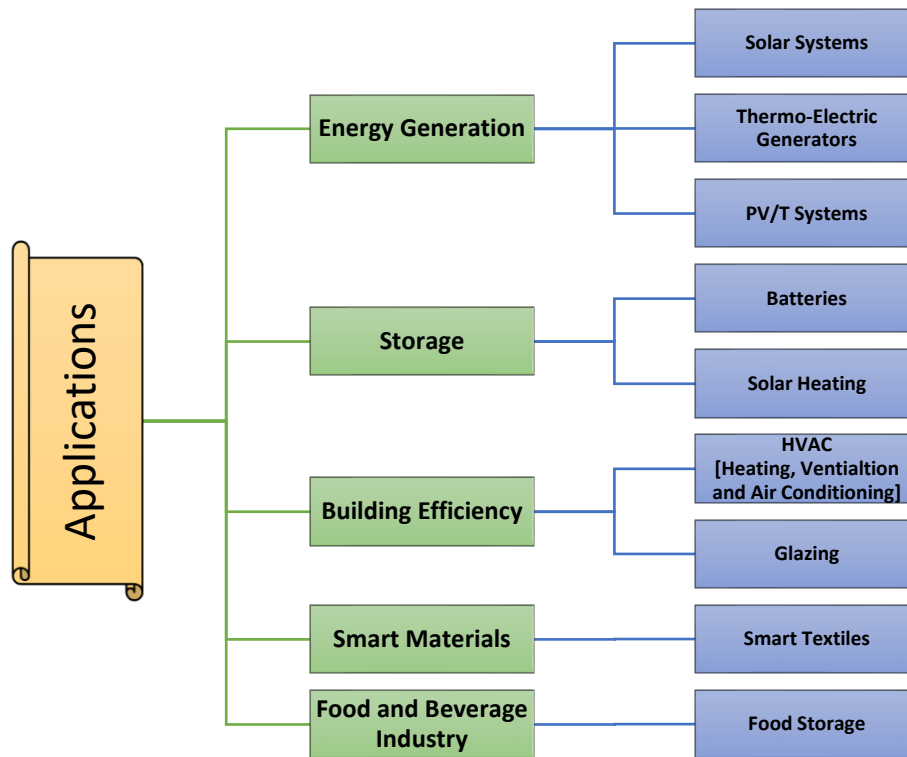 Applications
Energy Generation
Solar Systems
Thermo-Electric
Generators
PV/T Systems
Storage
Batteries
Solar Heating
Building Efficiency
HVAC
[Heating, Ventialtion
and Air Conditioning]
Glazing
Smart Materials
Smart Textiles
Food and Beverage
Industry
Food Storage